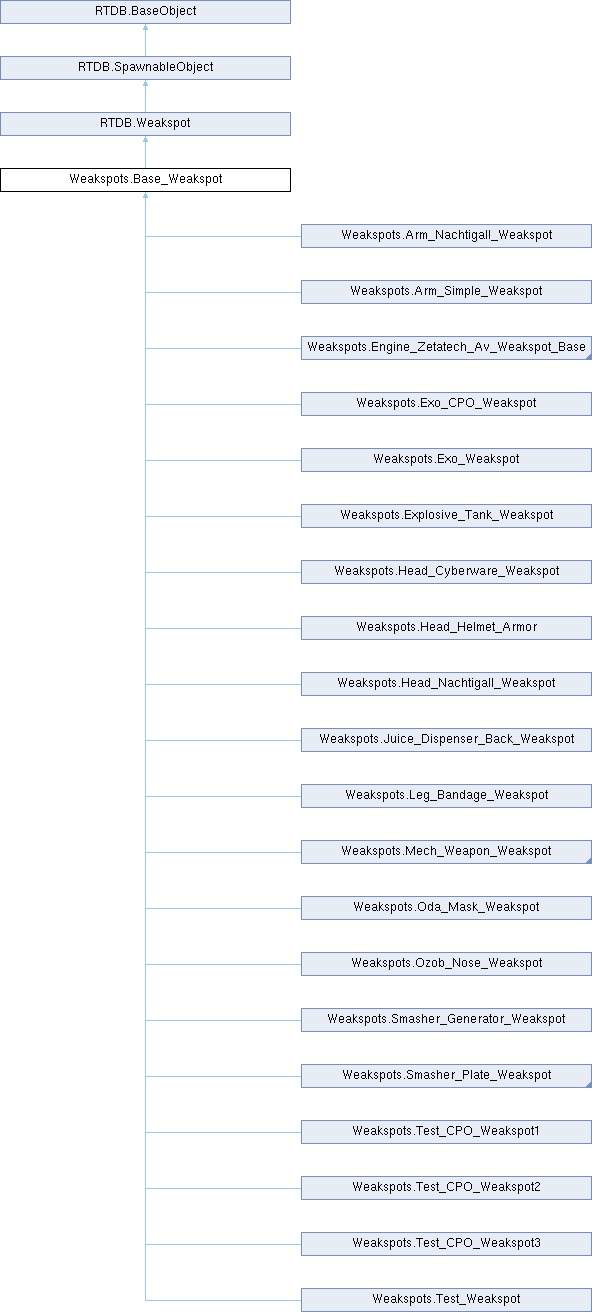 RTDB.BaseObject
RTDB.SpawnableObject
RTDB.Weakspot
Weakspots.Base_Weakspot
Weakspots.Arm_Nachtigall_Weakspot
Weakspots.Arm_Simple_Weakspot
Weakspots.Engine_Zetatech_Av_Weakspot_Base
Weakspots.Exo_CPO_Weakspot
Weakspots.Exo_Weakspot
Weakspots.Explosive_Tank_Weakspot
Weakspots.Head_Cyberware_Weakspot
Weakspots.Head_Helmet_Armor
Weakspots.Head_Nachtigall_Weakspot
Weakspots.Juice_Dispenser_Back_Weakspot
Weakspots.Leg_Bandage_Weakspot
Weakspots.Mech_Weapon_Weakspot
Weakspots.Oda_Mask_Weakspot
Weakspots.Ozob_Nose_Weakspot
Weakspots.Smasher_Generator_Weakspot
Weakspots.Smasher_Plate_Weakspot
Weakspots.Test_CPO_Weakspot1
Weakspots.Test_CPO_Weakspot2
Weakspots.Test_CPO_Weakspot3
Weakspots.Test_Weakspot